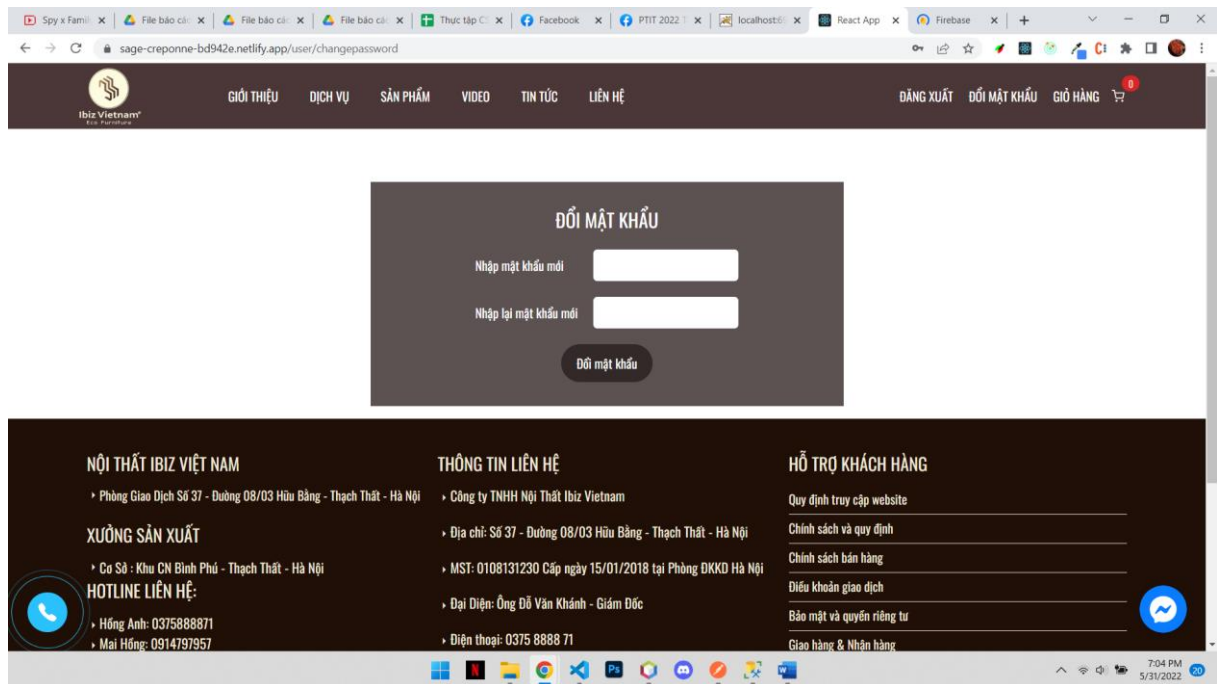 Spy x Famil
File báo các
File báo các
File báo các
Thực tập C
Facebook
PTIT 2022 T
localhost:6
React App
Firebase
sage-creponne-bd942e.netlify.app/user/changepassword
Ibiz Vietnam
Eco Furniture
GIỚI THIỆU DỊCH VỤ SẢN PHẨM VIDEO TIN TỨC LIÊN HỆ
ĐĂNG XUẤT ĐỔI MẬT KHẨU GIỎ HÀNG 0
ĐỔI MẬT KHẨU
Nhập mật khẩu mới
Nhập lại mật khẩu mới
Đổi mật khẩu
NỘI THẤT IBIZ VIỆT NAM
Phòng Giao Dịch Số 37 - Đường 08/03 Hữu Bằng - Thạch Thất - Hà Nội
XƯỞNG SẢN XUẤT
Cơ Sở : Khu CN Bình Phú - Thạch Thất - Hà Nội
HOTLINE LIÊN HỆ:
Hồng Anh: 0375888871
Mai Hồng: 0914797957
THÔNG TIN LIÊN HỆ
Công ty TNHH Nội Thất Ibiz Vietnam
Địa chỉ: Số 37 - Đường 08/03 Hữu Bằng - Thạch Thất - Hà Nội
MST: 0108131230 Cấp ngày 15/01/2018 tại Phòng ĐKKD Hà Nội
Đại Diện: Ông Đỗ Văn Khánh - Giám Đốc
Điện thoại: 0375 8888 71
HỖ TRỢ KHÁCH HÀNG
Quy định truy cập website
Chính sách và quy định
Chính sách bán hàng
Điều khoản giao dịch
Bảo mật và quyền riêng tư
Giao hàng & Nhận hàng
7:04 PM
5/31/2022
20